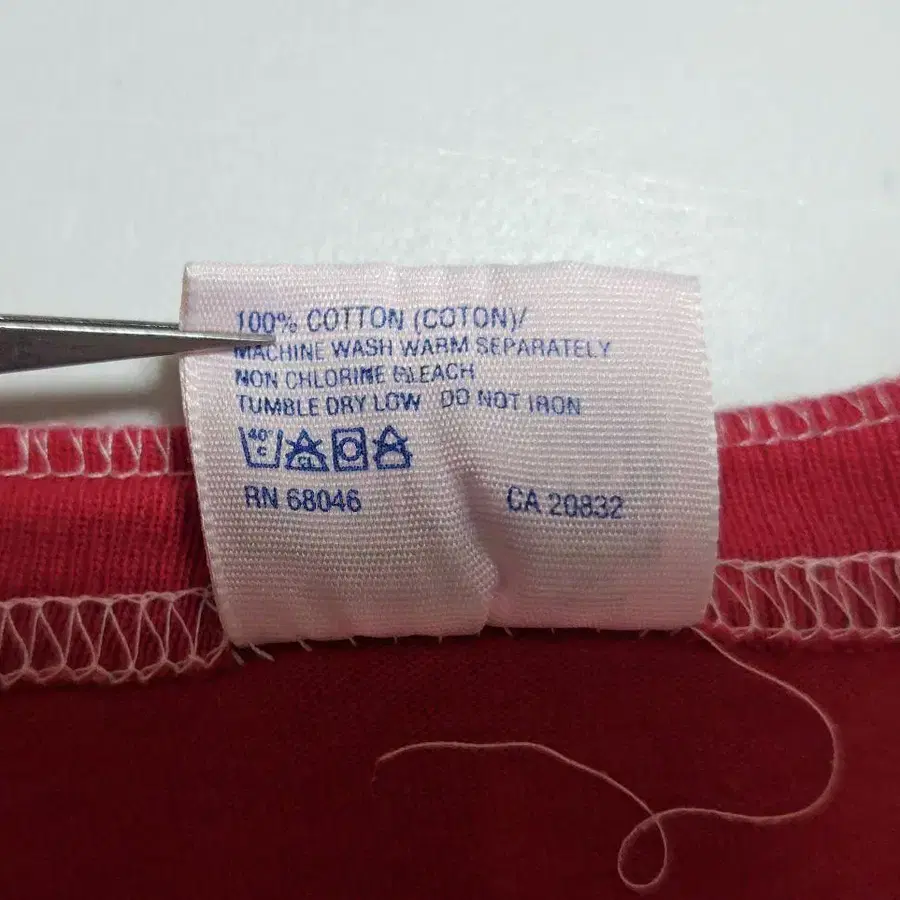 100% COTTON (COTON)/
MACHINE WASH WARM SEPARATELY
NON CHLORINE BLEACH
TUMBLE DRY LOW DO NOT IRON
40° C CL
RN 68046 CA 20832